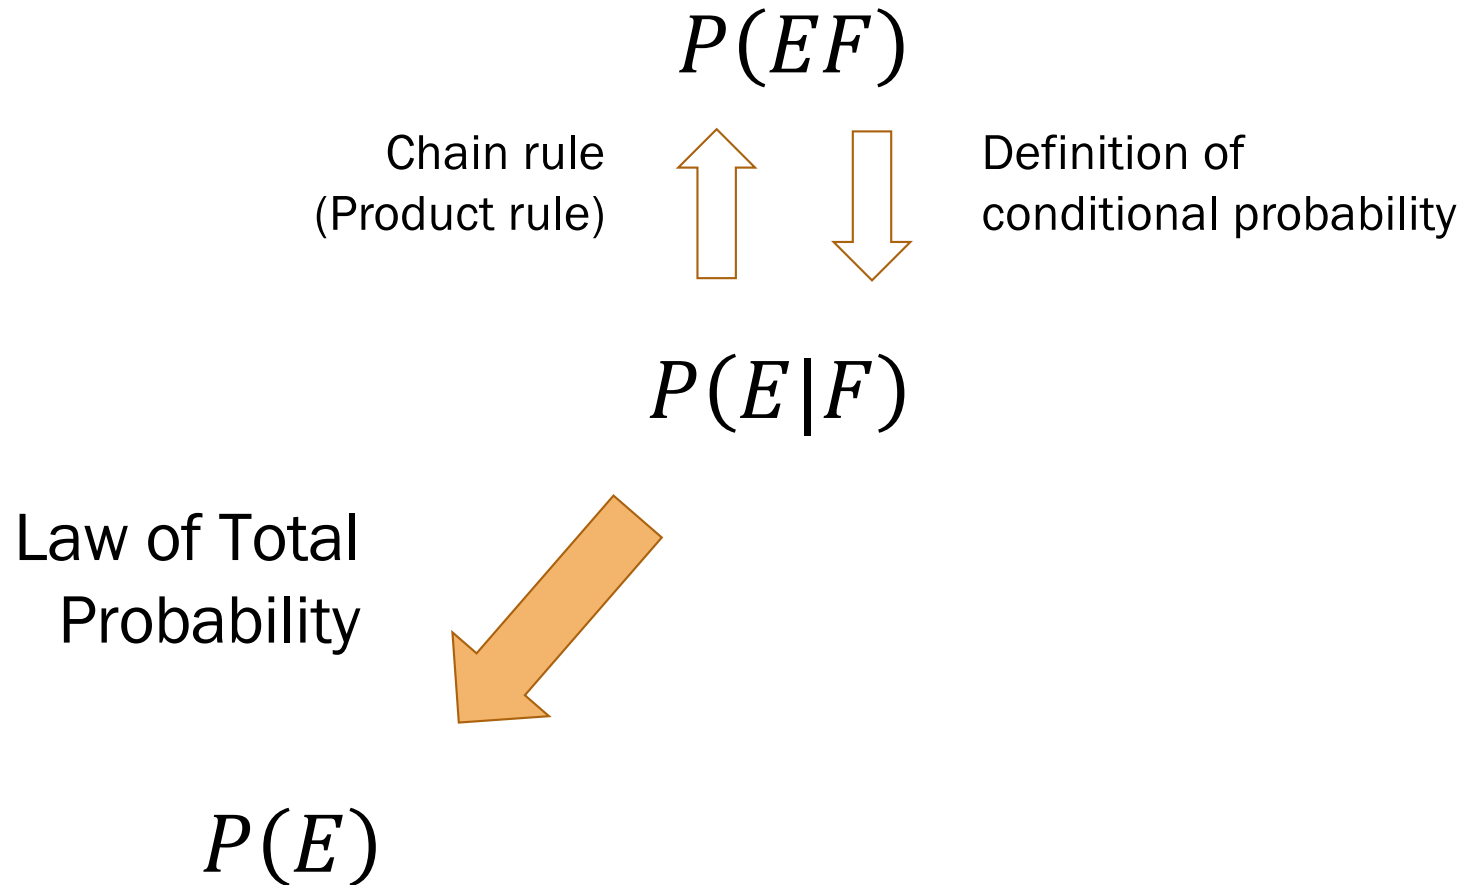 P(EF)
Chain rule
(Product rule)
Definition of
conditional probability
P(E|F)
Law of Total
Probability
P(E)